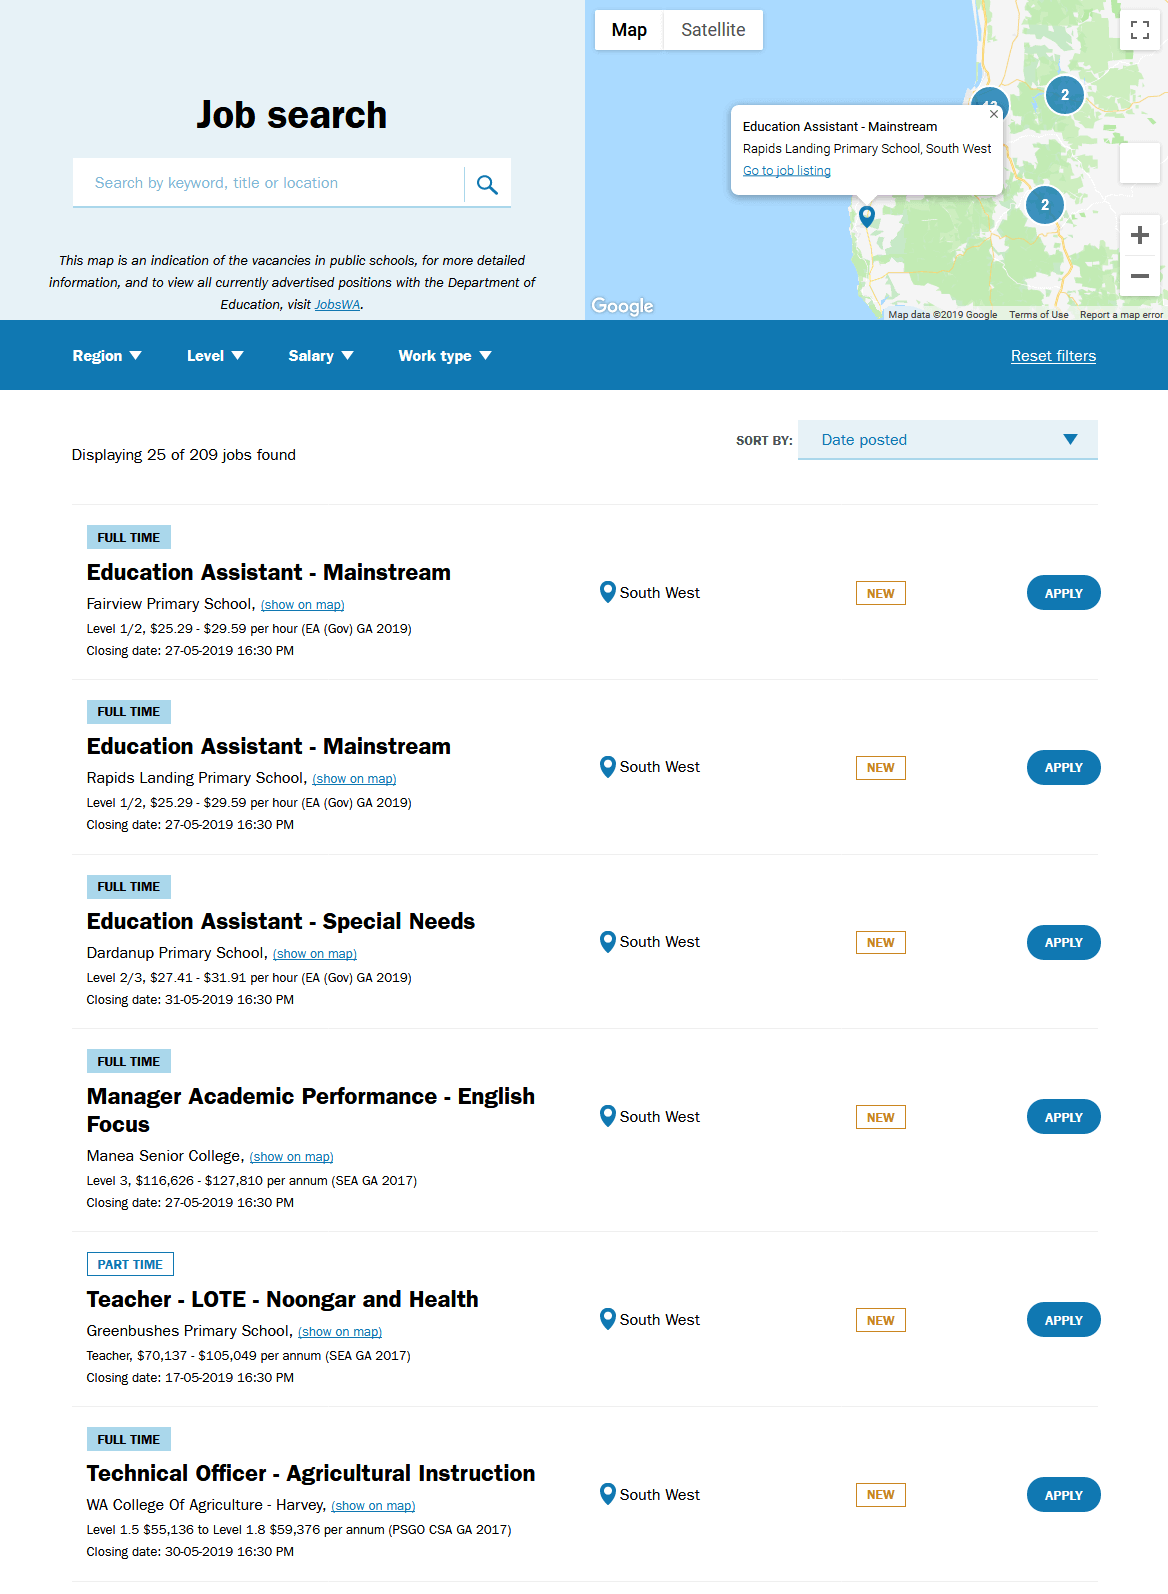 Job search
Search by keyword, title or location
This map is an indication of the vacancies in public schools, for more detailed
information, and to view all currently advertised positions with the Department of
Education, visit JobsWA.
Map
Satellite
2
Education Assistant - Mainstream
Rapids Landing Primary School, South West
Go to job listing
2
Google
Map data ©2019 Google Terms of Use Report a map error
Region Level Salary Work type Reset filters
Displaying 25 of 209 jobs found
SORT BY: Date posted
FULL TIME
Education Assistant - Mainstream
Fairview Primary School, (show on map)
Level 1/2, $25.29 - $29.59 per hour (EA (Gov) GA 2019)
Closing date: 27-05-2019 16:30 PM
South West
NEW
APPLY
FULL TIME
Education Assistant - Mainstream
Rapids Landing Primary School, (show on map)
Level 1/2, $25.29 - $29.59 per hour (EA (Gov) GA 2019)
Closing date: 27-05-2019 16:30 PM
South West
NEW
APPLY
FULL TIME
Education Assistant - Special Needs
Dardanup Primary School, (show on map)
Level 2/3, $27.41 - $31.91 per hour (EA (Gov) GA 2019)
Closing date: 31-05-2019 16:30 PM
South West
NEW
APPLY
FULL TIME
Manager Academic Performance - English
Focus
Manea Senior College, (show on map)
Level 3, $116,626 - $127,810 per annum (SEA GA 2017)
Closing date: 27-05-2019 16:30 PM
South West
NEW
APPLY
PART TIME
Teacher - LOTE - Noongar and Health
Greenbushes Primary School, (show on map)
Teacher, $70,137 - $105,049 per annum (SEA GA 2017)
Closing date: 17-05-2019 16:30 PM
South West
NEW
APPLY
FULL TIME
Technical Officer - Agricultural Instruction
WA College Of Agriculture - Harvey, (show on map)
Level 1.5 $55,136 to Level 1.8 $59,376 per annum (PSGO CSA GA 2017)
Closing date: 30-05-2019 16:30 PM
South West
NEW
APPLY